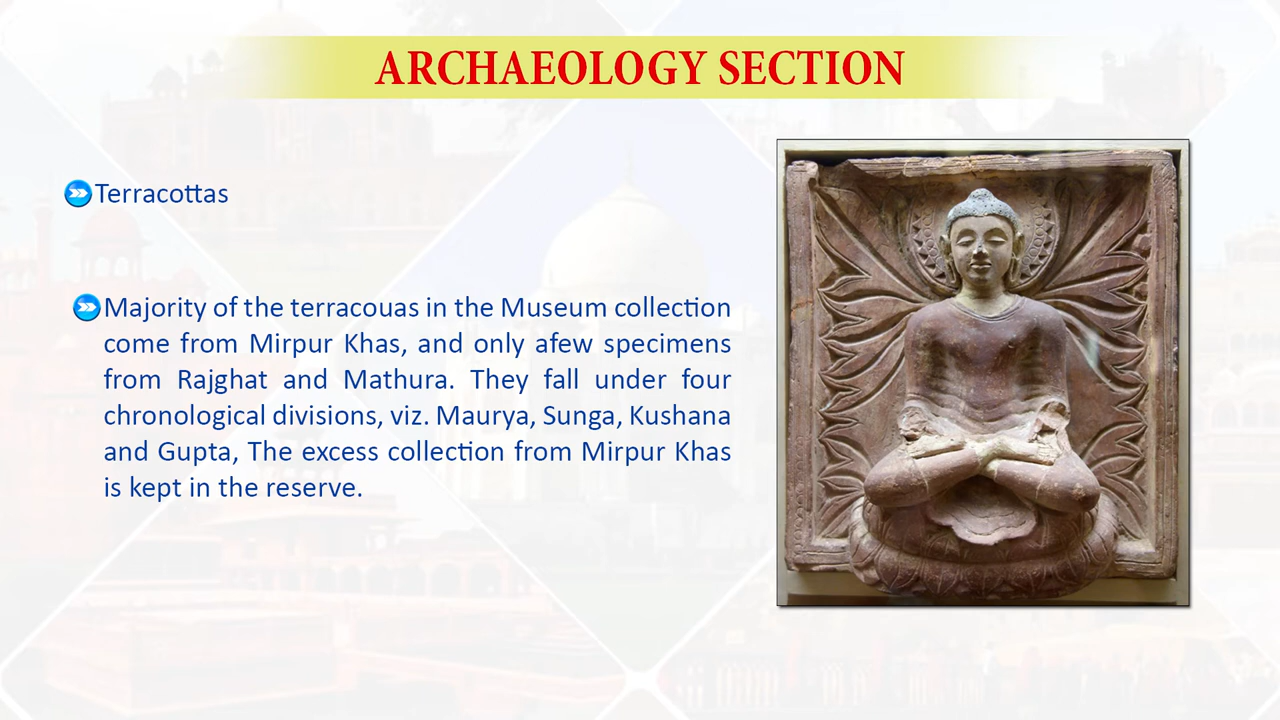 ARCHAEOLOGY SECTION
Terracottas
Majority of the terracouas in the Museum collection
come from Mirpur Khas, and only afew specimens
from Rajghat and Mathura. They fall under four
chronological divisions, viz. Maurya, Sunga, Kushana
and Gupta, The excess collection from Mirpur Khas
is kept in the reserve.